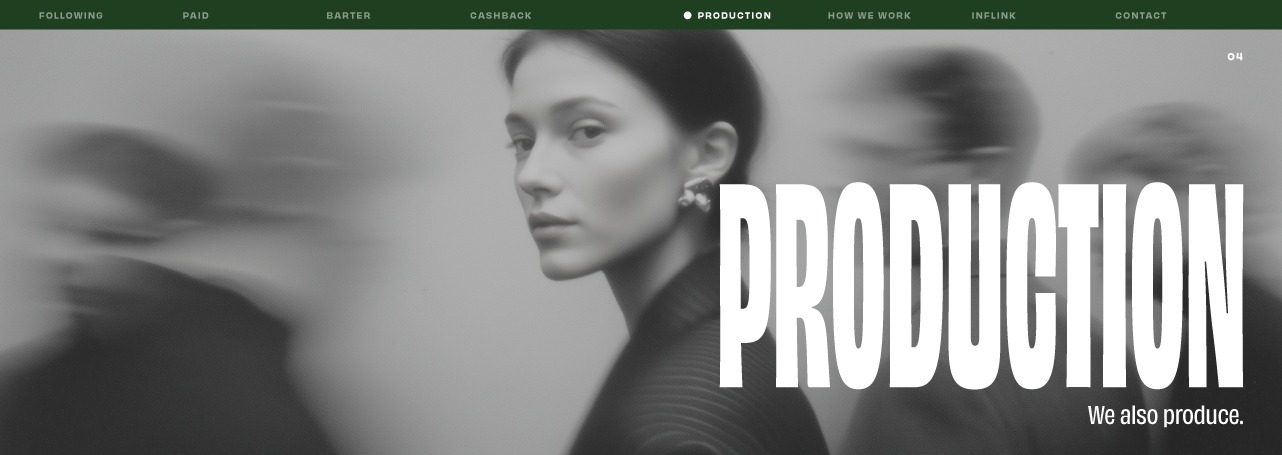 FOLLOWING PAID BARTER CASHBACK PRODUCTION HOW WE WORK INFLINK CONTACT
04
PRODUCTION
We also produce.